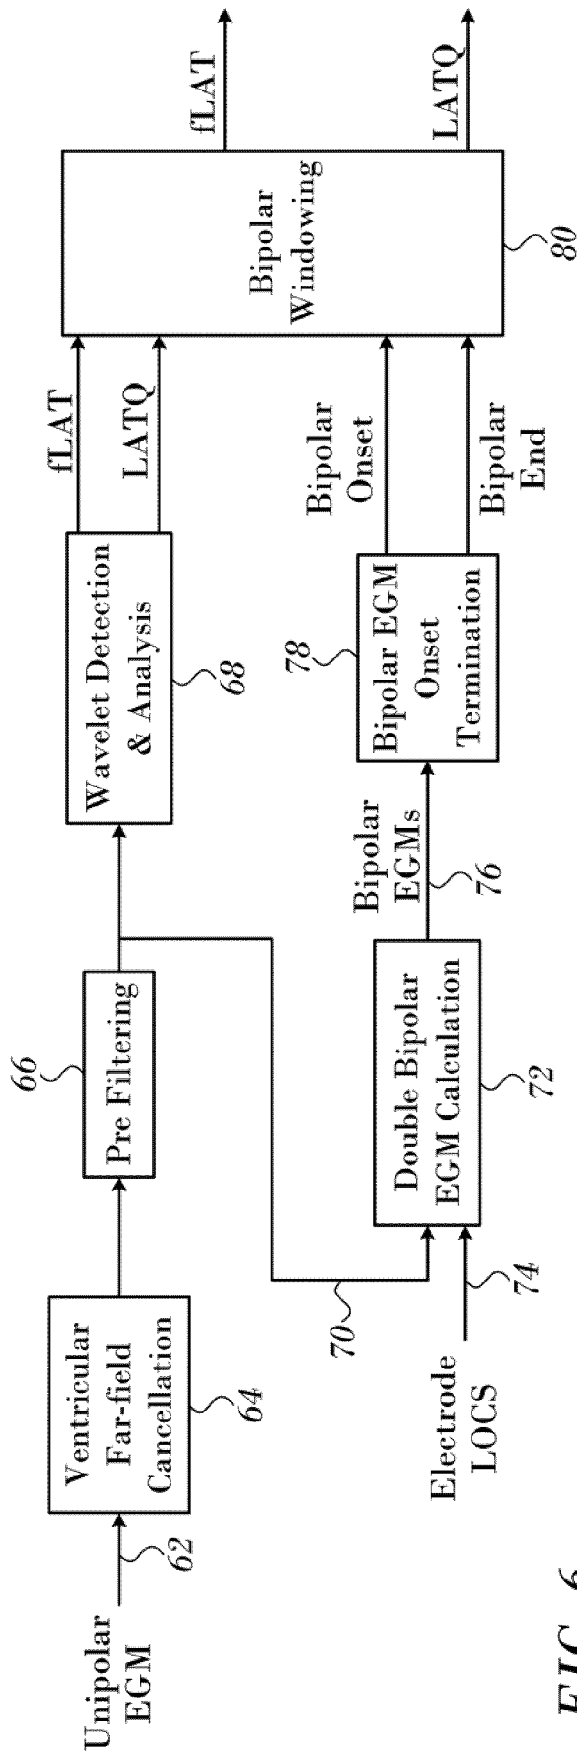 Unipolar
EGM
62
Ventricular
Far-field
Cancellation
64
Pre Filtering
66
Wavelet Detection
& Analysis
68
fLAT
LATQ
70
Electrode
LOCS
74
Double Bipolar
EGM Calculation
72
Bipolar
EGMs
76
Bipolar EGM
Onset
Termination
78
Bipolar
Onset
Bipolar
End
Bipolar
Windowing
80
fLAT
LATQ
FIG. 6